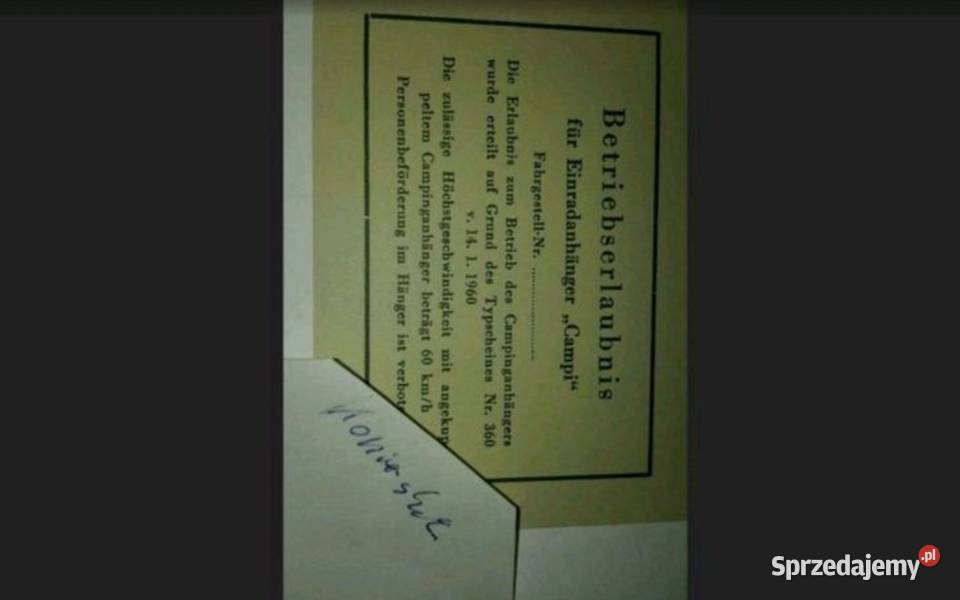 Betriebserlaubnis
für Einradanhänger „Campi“
Fahrgestell-Nr. ........................
Die Erlaubnis zum Betrieb des Campinganhängers
wurde erteilt auf Grund des Typscheines Nr. 360
v. 14. 1. 1960
Die zulässige Höchstgeschwindigkeit mit angekup
peltem Campinganhänger beträgt 60 km/h
Personenbeförderung im Hänger ist verbot
Sprzedajemy.pl